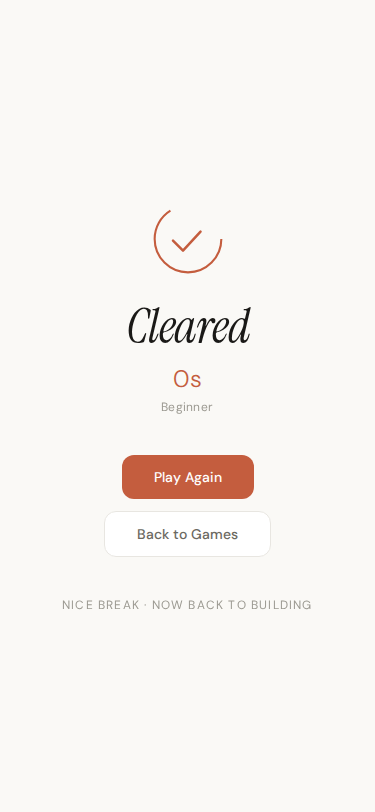 Cleared
0s
Beginner
Play Again
Back to Games
NICE BREAK · NOW BACK TO BUILDING